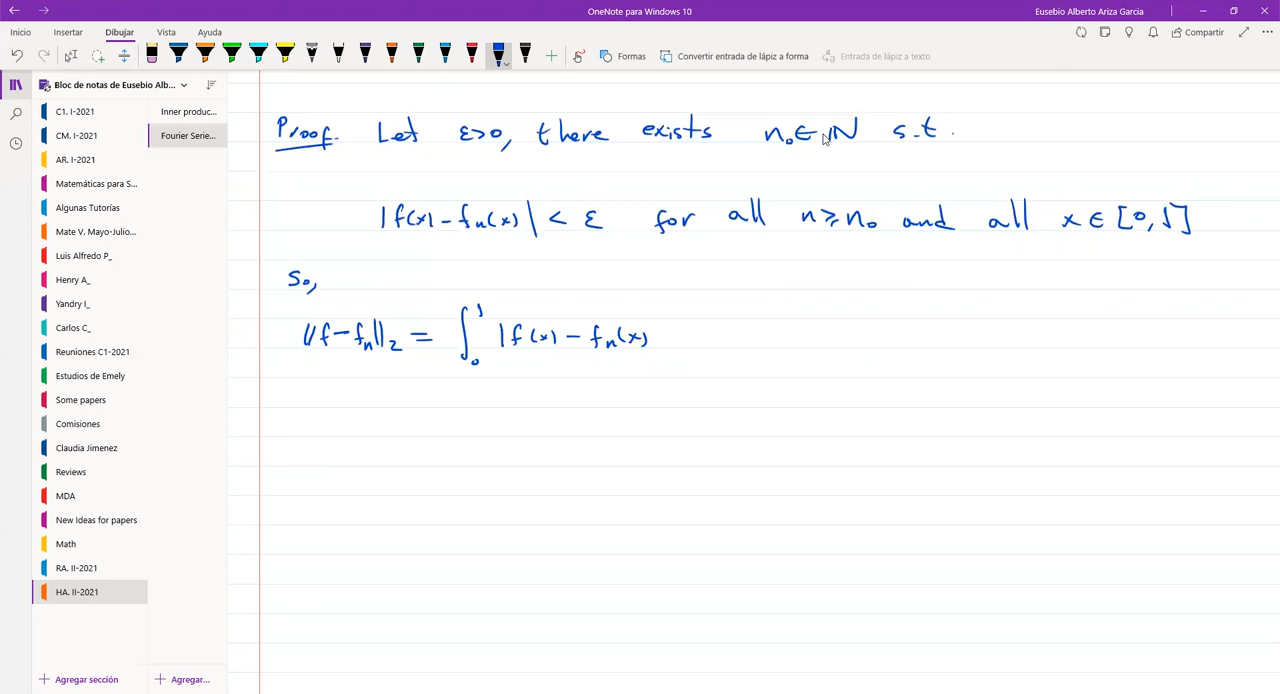 OneNote para Windows 10
Eusebio Alberto Ariza Garcia
Inicio Insertar Dibujar Vista Ayuda
Compartir
Formas Convertir entrada de lápiz a forma Entrada de lápiz a texto
Bloc de notas de Eusebio Alb...
C1. I-2021
CM. I-2021
AR. I-2021
Matemáticas para S...
Algunas Tutorías
Mate V. Mayo-Julio...
Luis Alfredo P_
Henry A_
Yandry I_
Carlos C_
Reuniones C1-2021
Estudios de Emely
Some papers
Comisiones
Claudia Jimenez
Reviews
MDA
New Ideas for papers
Math
RA. II-2021
HA. II-2021
Agregar sección
Inner produc...
Fourier Serie...
Agregar...
Proof. Let ε>0, there exists n₀∈ℕ s.t.
|f(x) - fₙ(x)| < ε for all n ≥ n₀ and all x ∈ [0,1]
So,
||f-fₙ||₂ = ∫₀¹ |f(x) - fₙ(x)